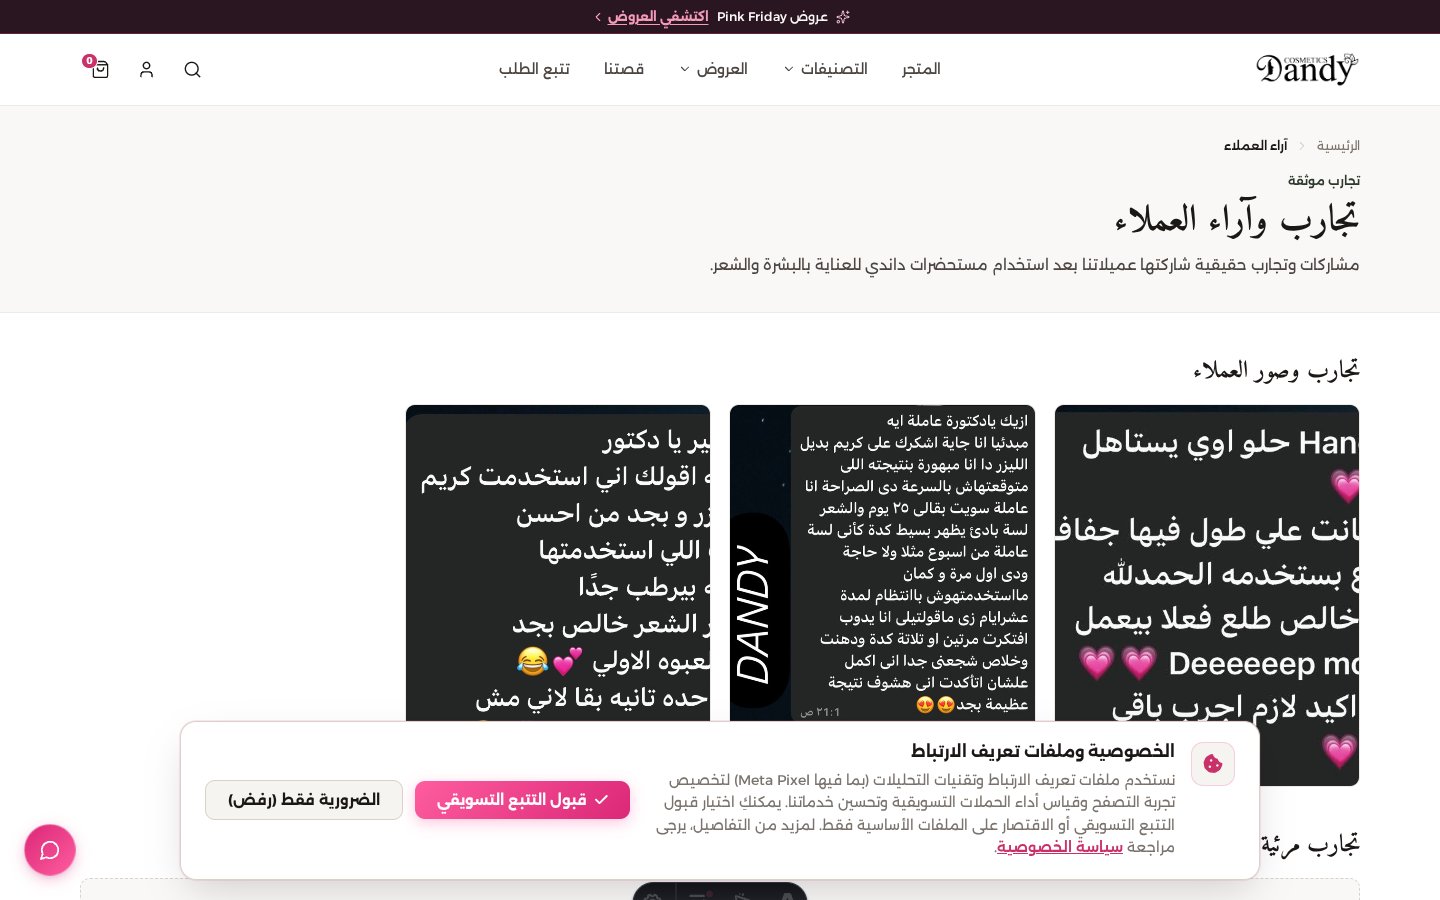 عروض Pink Friday اكتشفي العروض
Dandy
COSMETICS
المتجر
التصنيفات
العروض
قصتنا
تتبع الطلب
0
الرئيسية
آراء العملاء
تجارب موثقة
تجارب وآراء العملاء
مشاركات وتجارب حقيقية شاركتها عميلاتنا بعد استخدام مستحضرات داندي للعناية بالبشرة والشعر.
تجارب وصور العملاء
حلو اوي يستاهل
💗
انت علي طول فيها جفاف
بستخدمه الحمدلله
خالص طلع فعلا بيعمل
Deeeeeep 💗💗
اكيد لازم اجرب باقي
💗
ازيك يادكتورة عاملة ايه
مبدئيا انا جاية اشكرك على كريم بديل
الليزر دا انا مبهورة بنتيجته اللى
متوقعتهاش بالسرعة دى الصراحة انا
عاملة سويت بقالى ٢٥ يوم والشعر
لسة بادئ يظهر بسيط كدة كأنى لسة
عاملة من اسبوع مثلا ولا حاجة
ودى اول مرة و كمان
مااستخدمتهوش باانتظام لمدة
عشرايام زى ماقولتيلى انا يدوب
افتكرت مرتين او تلاتة كدة ودهنت
وخلاص شجعنى جدا انى اكمل
علشان اتأكدت انى هشوف نتيجة
عظيمة بجد😍😍
٢١:١ ص
DANDY
ير يا دكتور
اقولك اني استخدمت كريم
زر و بجد من احسن
اللي استخدمتها
بيرطب جدًا
الشعر خالص بجد
لعبوه الاولي 💕😂
حده تانيه بقا لاني مش
الخصوصية وملفات تعريف الارتباط
نستخدم ملفات تعريف الارتباط وتقنيات التحليلات (بما فيها Meta Pixel) لتخصيص
تجربة التصفح وقياس أداء الحملات التسويقية وتحسين خدماتنا. يمكنك اختيار قبول
التتبع التسويقي أو الاقتصار على الملفات الأساسية فقط. لمزيد من التفاصيل، يرجى
مراجعة سياسة الخصوصية.
قبول التتبع التسويقي
الضرورية فقط (رفض)
تجارب مرئية